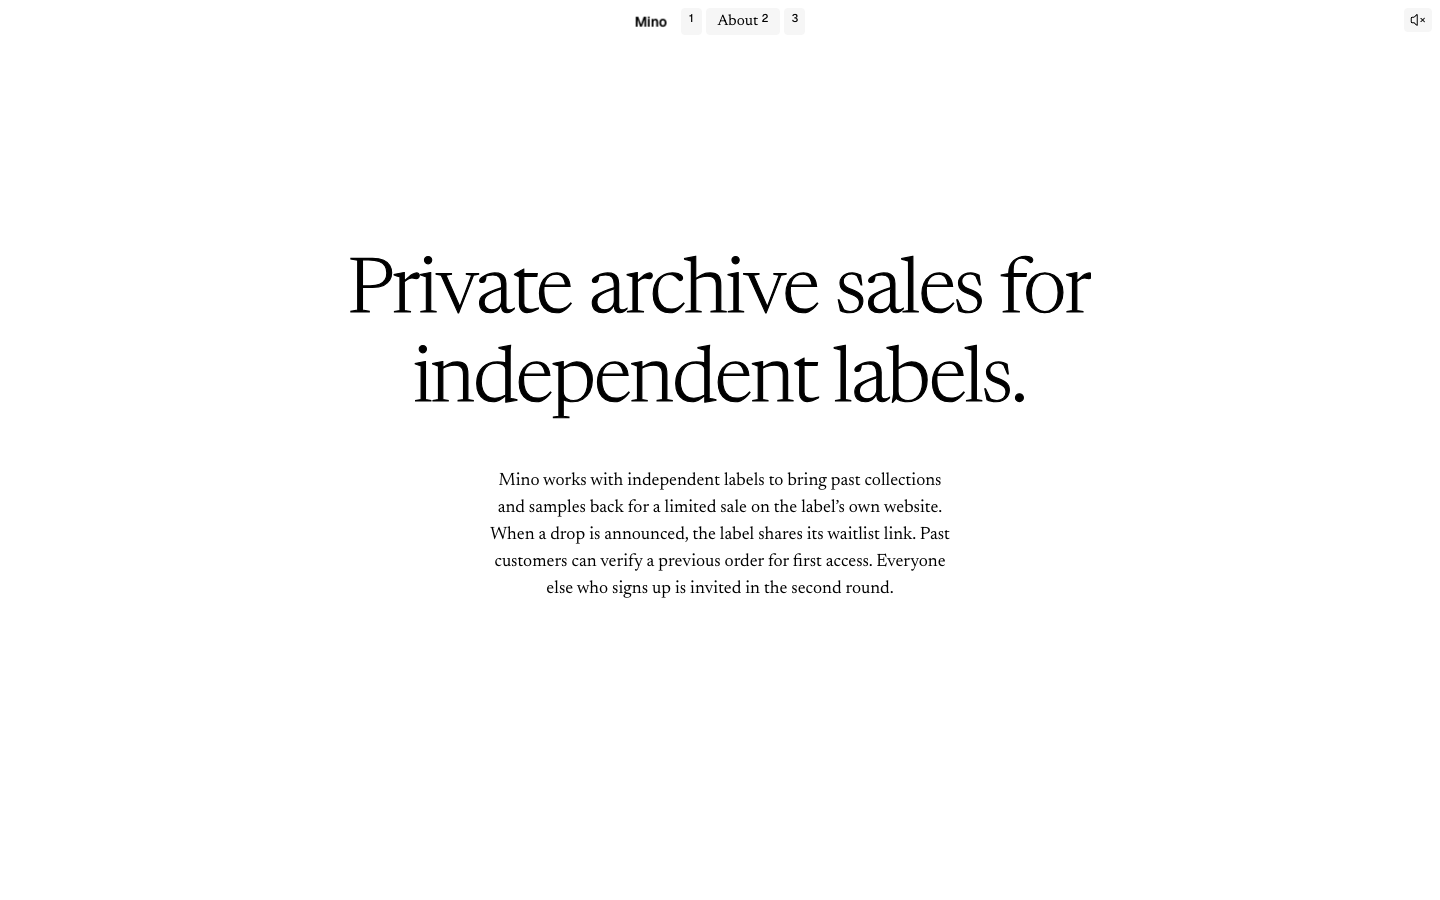 Mino 1 About 2 3
Private archive sales for
independent labels.
Mino works with independent labels to bring past collections
and samples back for a limited sale on the label’s own website.
When a drop is announced, the label shares its waitlist link. Past
customers can verify a previous order for first access. Everyone
else who signs up is invited in the second round.